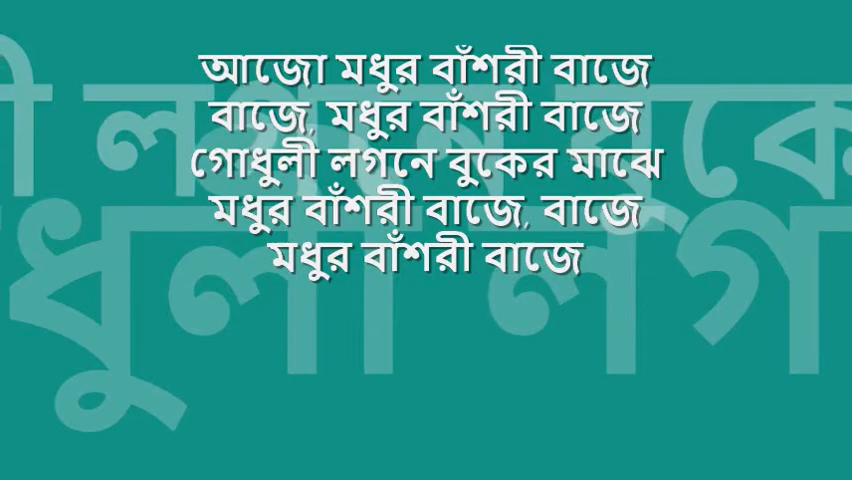 আজো মধুর বাঁশরী বাজে
বাজে, মধুর বাঁশরী বাজে
গোধুলী লগনে বুকের মাঝে
মধুর বাঁশরী বাজে, বাজে
মধুর বাঁশরী বাজে